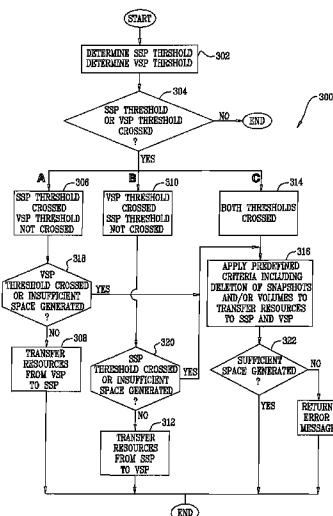 START
DETERMINE SSP THRSHOLD
DETERMINE VSP THRSHOLD
302
304
SSP THRESHOLD
OR VSP THRESHOLD
CROSSED
?
NO
END
300
YES
A
B
C
306
SSP THRESHOLD
CROSSED
VSP THRESHOLD
NOT CROSSED
310
VSP THRESHOLD
CROSSED
SSP THRESHOLD
NOT CROSSED
314
BOTH THRESHOLDS
CROSSED
318
VSP
THRESHOLD CROSSED
OR INSUFFICIENT
SPACE GENERATED
?
YES
NO
316
APPLY PREDEFINED
CRITERIA INCLUDING
DELETION OF SNAPSHOTS
AND/OR VOLUMES TO
TRANSFER RESOURCES
TO SSP AND VSP
308
TRANSFER
RESOURCES
FROM VSP
TO SSP
320
SSP
THRESHOLD CROSSED
OR INSUFFICIENT
SPACE GENERATED
?
YES
NO
322
SUFFICIENT
SPACE GENERATED
?
NO
YES
312
TRANSFER
RESOURCES
FROM SSP
TO VSP
RETURN
ERROR
MESSAGE
END